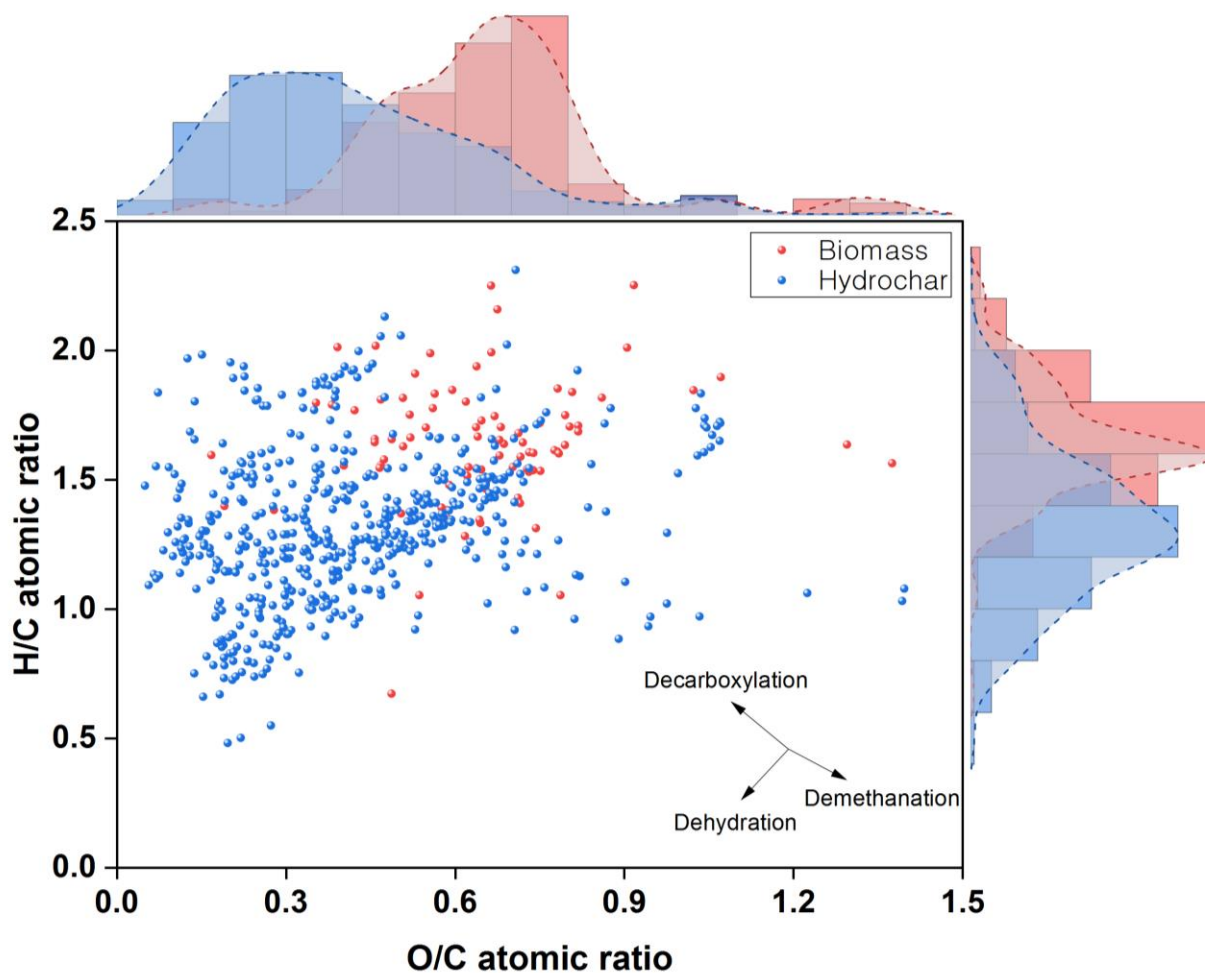 2.5
Biomass
Hydrochar
2.0
1.5
1.0
0.5
0.0
H/C atomic ratio
Decarboxylation
Demethanation
Dehydration
0.0 0.3 0.6 0.9 1.2 1.5
O/C atomic ratio